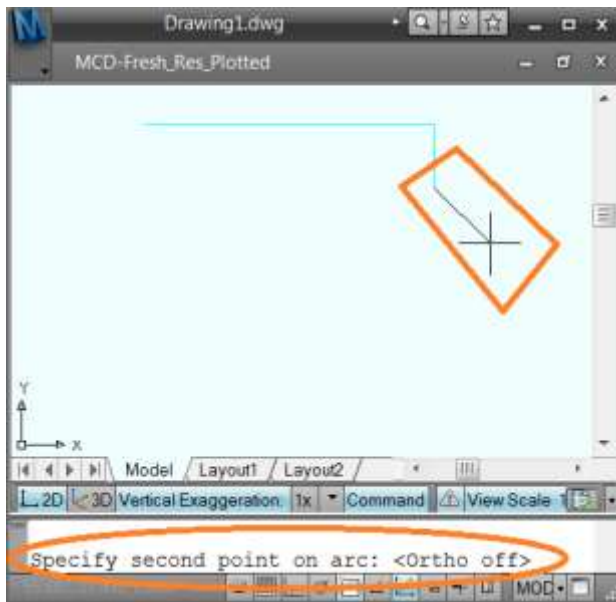 Drawing1.dwg
MCD-Fresh_Res_Plotted
Y
X
Model / Layout1 / Layout2 /
2D 3D Vertical Exaggeration: 1x Command View Scale
Specify second point on arc: <Ortho off>
MOD